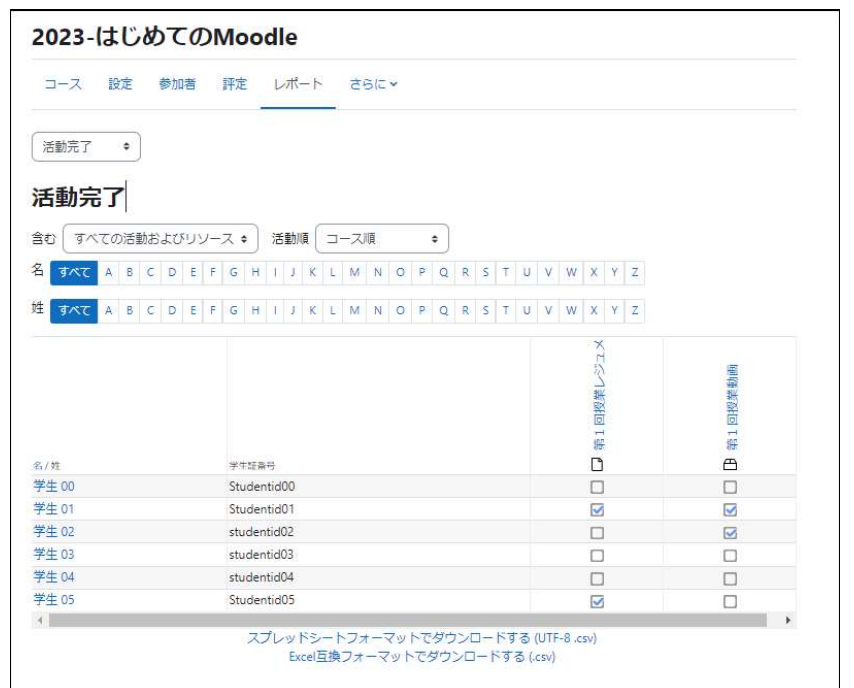 2023-はじめてのMoodle
コース 設定 参加者 評定 レポート さらに
活動完了
活動完了
含む すべての活動およびリソース 活動順 コース順
名 すべて A B C D E F G H I J K L M N O P Q R S T U V W X Y Z
姓 すべて A B C D E F G H I J K L M N O P Q R S T U V W X Y Z
第1回授業レジュメ 第1回授業動画
名 / 姓 学生証番号
学生 00 Studentid00
学生 01 Studentid01
学生 02 studentid02
学生 03 studentid03
学生 04 studentid04
学生 05 Studentid05
スプレッドシートフォーマットでダウンロードする (UTF-8 .csv)
Excel互換フォーマットでダウンロードする (.csv)